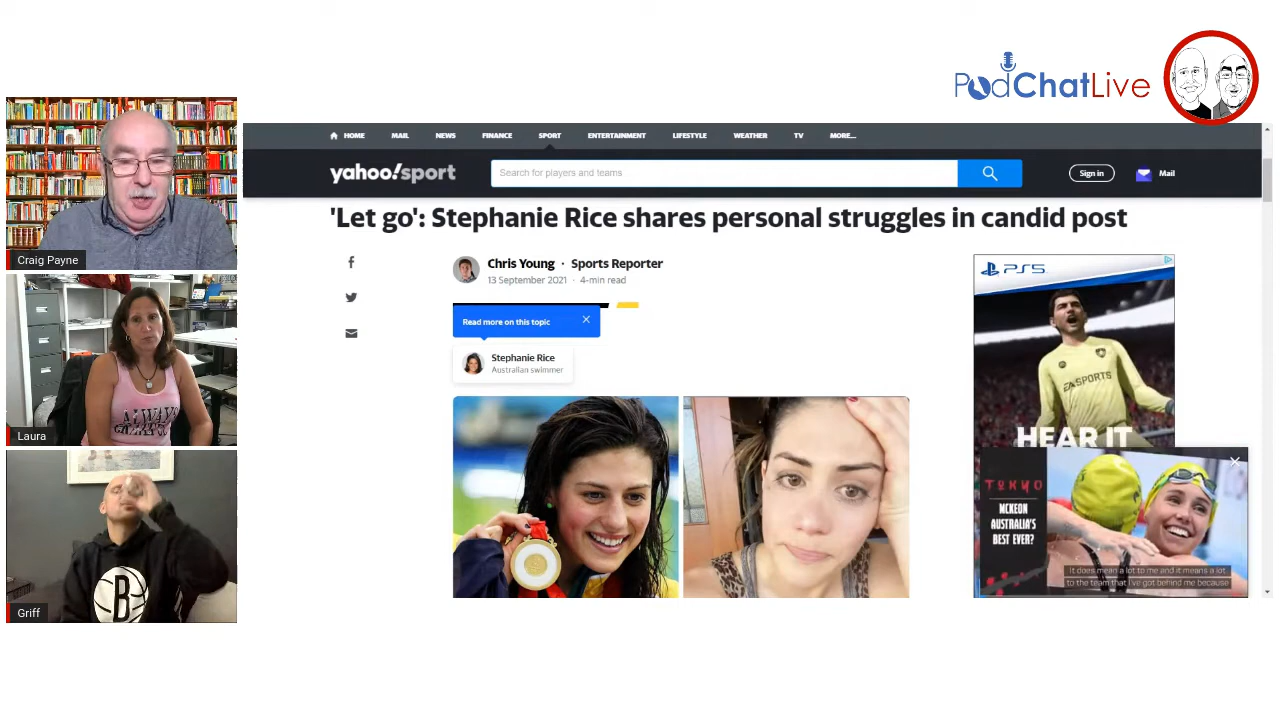 PodChatLive
HOME MAIL NEWS FINANCE SPORT ENTERTAINMENT LIFESTYLE WEATHER TV MORE...
yahoo!sport
Search for players and teams
Sign in
Mail
'Let go': Stephanie Rice shares personal struggles in candid post
Chris Young · Sports Reporter
13 September 2021 · 4-min read
Read more on this topic
Stephanie Rice
Australian swimmer
PS5
EA SPORTS
HEAR IT
TOKYO
MCKEON
AUSTRALIA'S
BEST EVER?
It does mean a lot to me and it means a lot
to the team that I've got behind me because
Craig Payne
ALWAYS
Laura
B
Griff